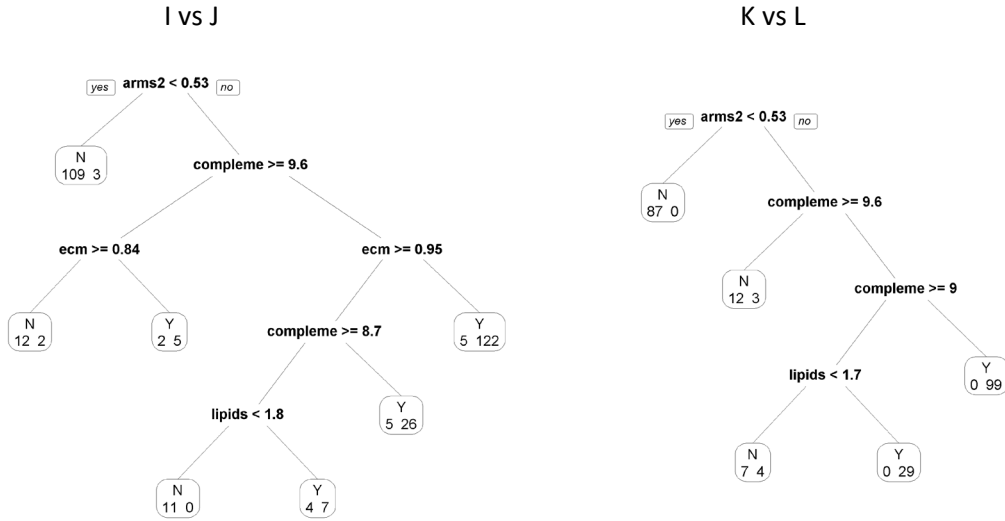 I vs J
yes arms2 < 0.53 no
N
109 3
compleme >= 9.6
ecm >= 0.84
ecm >= 0.95
N
12 2
Y
2 5
compleme >= 8.7
Y
5 122
lipids < 1.8
Y
5 26
N
11 0
Y
4 7
K vs L
yes arms2 < 0.53 no
N
87 0
compleme >= 9.6
N
12 3
compleme >= 9
lipids < 1.7
Y
0 99
N
7 4
Y
0 29